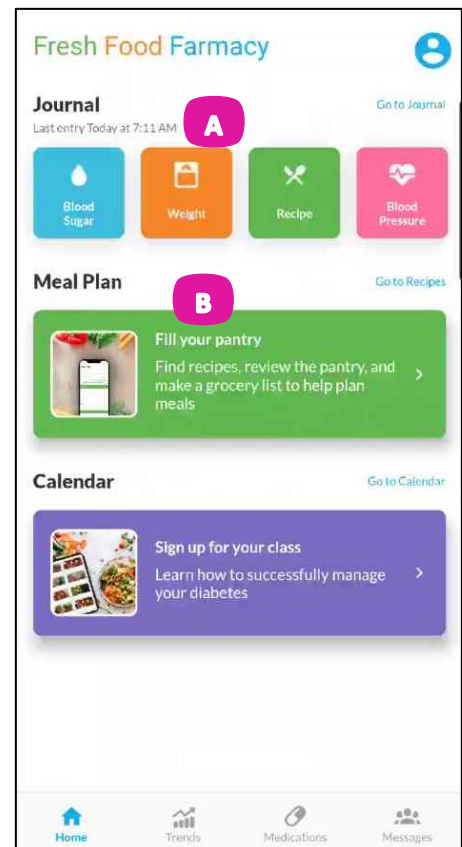 Fresh Food Farmacy
Journal
Go to Journal
Last entry Today at 7:11 AM
A
Blood
Sugar
Weight
Recipe
Blood
Pressure
Meal Plan
Go to Recipes
B
Fill your pantry
Find recipes, review the pantry, and
make a grocery list to help plan
meals
Calendar
Go to Calendar
Sign up for your class
Learn how to successfully manage
your diabetes
Home
Trends
Medications
Messages